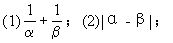 (1) 1/α + 1/β； (2)|α - β|；